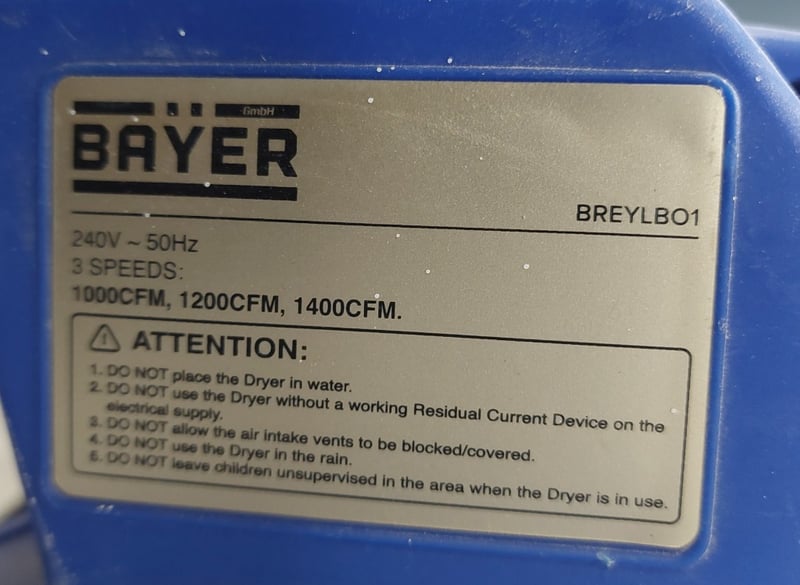 GmbH
BAŸER
BREYLBO1
240V ~ 50Hz
3 SPEEDS:
1000CFM, 1200CFM, 1400CFM.
ATTENTION:
1. DO NOT place the Dryer in water.
2. DO NOT use the Dryer without a working Residual Current Device on the
electrical supply.
3. DO NOT allow the air intake vents to be blocked/covered.
4. DO NOT use the Dryer in the rain.
5. DO NOT leave children unsupervised in the area when the Dryer is in use.